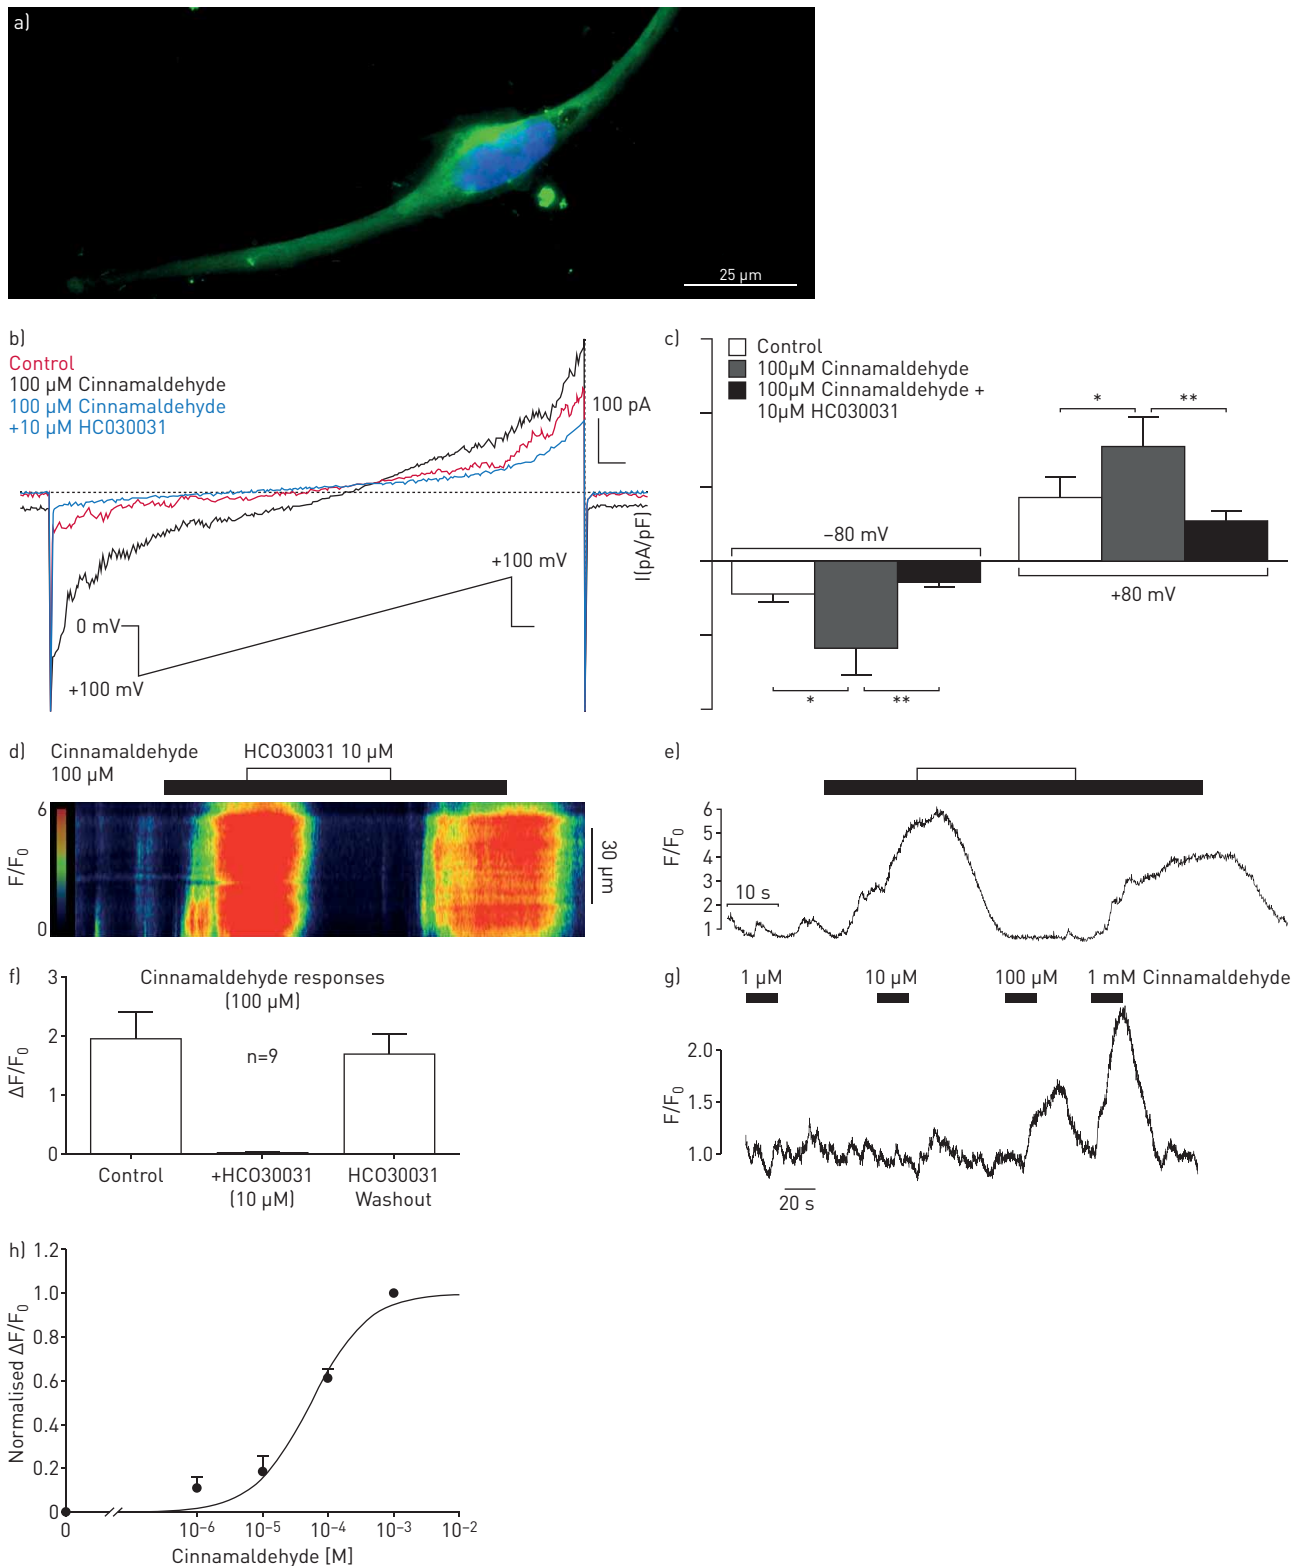 a)
25 µm
b)
Control
100 µM Cinnamaldehyde
100 µM Cinnamaldehyde
+10 µM HC030031
100 pA
+100 mV
0 mV
+100 mV
c)
Control
100µM Cinnamaldehyde
100µM Cinnamaldehyde +
10µM HC030031
* **
–80 mV
I(pA/pF)
+80 mV
* **
d)
Cinnamaldehyde
100 µM
HCO30031 10 µM
6
F/F0
0
30 µm
e)
6
5
4
3
2
1
F/F0
10 s
f)
Cinnamaldehyde responses
(100 µM)
3
2
1
0
ΔF/F0
n=9
Control
+HCO30031
(10 µM)
HCO30031
Washout
g)
1 µM 10 µM 100 µM 1 mM Cinnamaldehyde
2.0
1.5
1.0
F/F0
20 s
h)
1.2
1.0
0.8
0.6
0.4
0.2
0
Normalised ΔF/F0
0 10–6 10–5 10–4 10–3 10–2
Cinnamaldehyde [M]